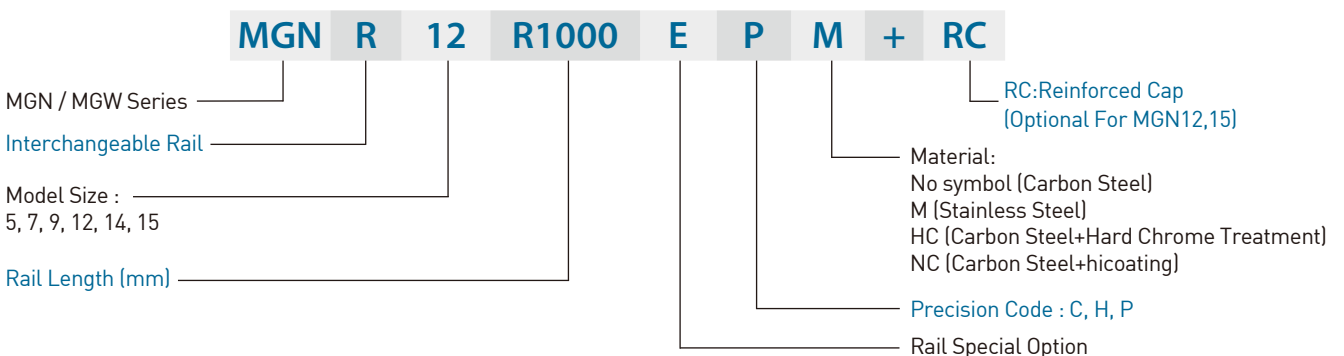 MGN R 12 R1000 E P M + RC
MGN / MGW Series
Interchangeable Rail
Model Size :
5, 7, 9, 12, 14, 15
Rail Length (mm)
RC:Reinforced Cap
(Optional For MGN12,15)
Material:
No symbol (Carbon Steel)
M (Stainless Steel)
HC (Carbon Steel+Hard Chrome Treatment)
NC (Carbon Steel+hicoating)
Precision Code : C, H, P
Rail Special Option